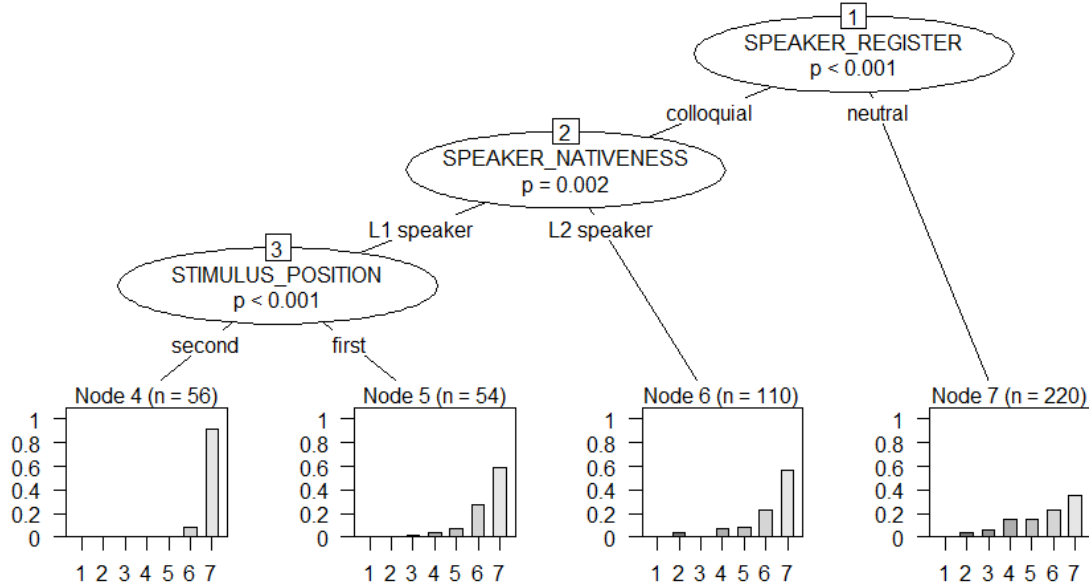 1
SPEAKER_REGISTER
p < 0.001
colloquial neutral
2
SPEAKER_NATIVENESS
p = 0.002
L1 speaker L2 speaker
3
STIMULUS_POSITION
p < 0.001
second first
Node 4 (n = 56)
1
0.8
0.6
0.4
0.2
0
1 2 3 4 5 6 7
Node 5 (n = 54)
1
0.8
0.6
0.4
0.2
0
1 2 3 4 5 6 7
Node 6 (n = 110)
1
0.8
0.6
0.4
0.2
0
1 2 3 4 5 6 7
Node 7 (n = 220)
1
0.8
0.6
0.4
0.2
0
1 2 3 4 5 6 7